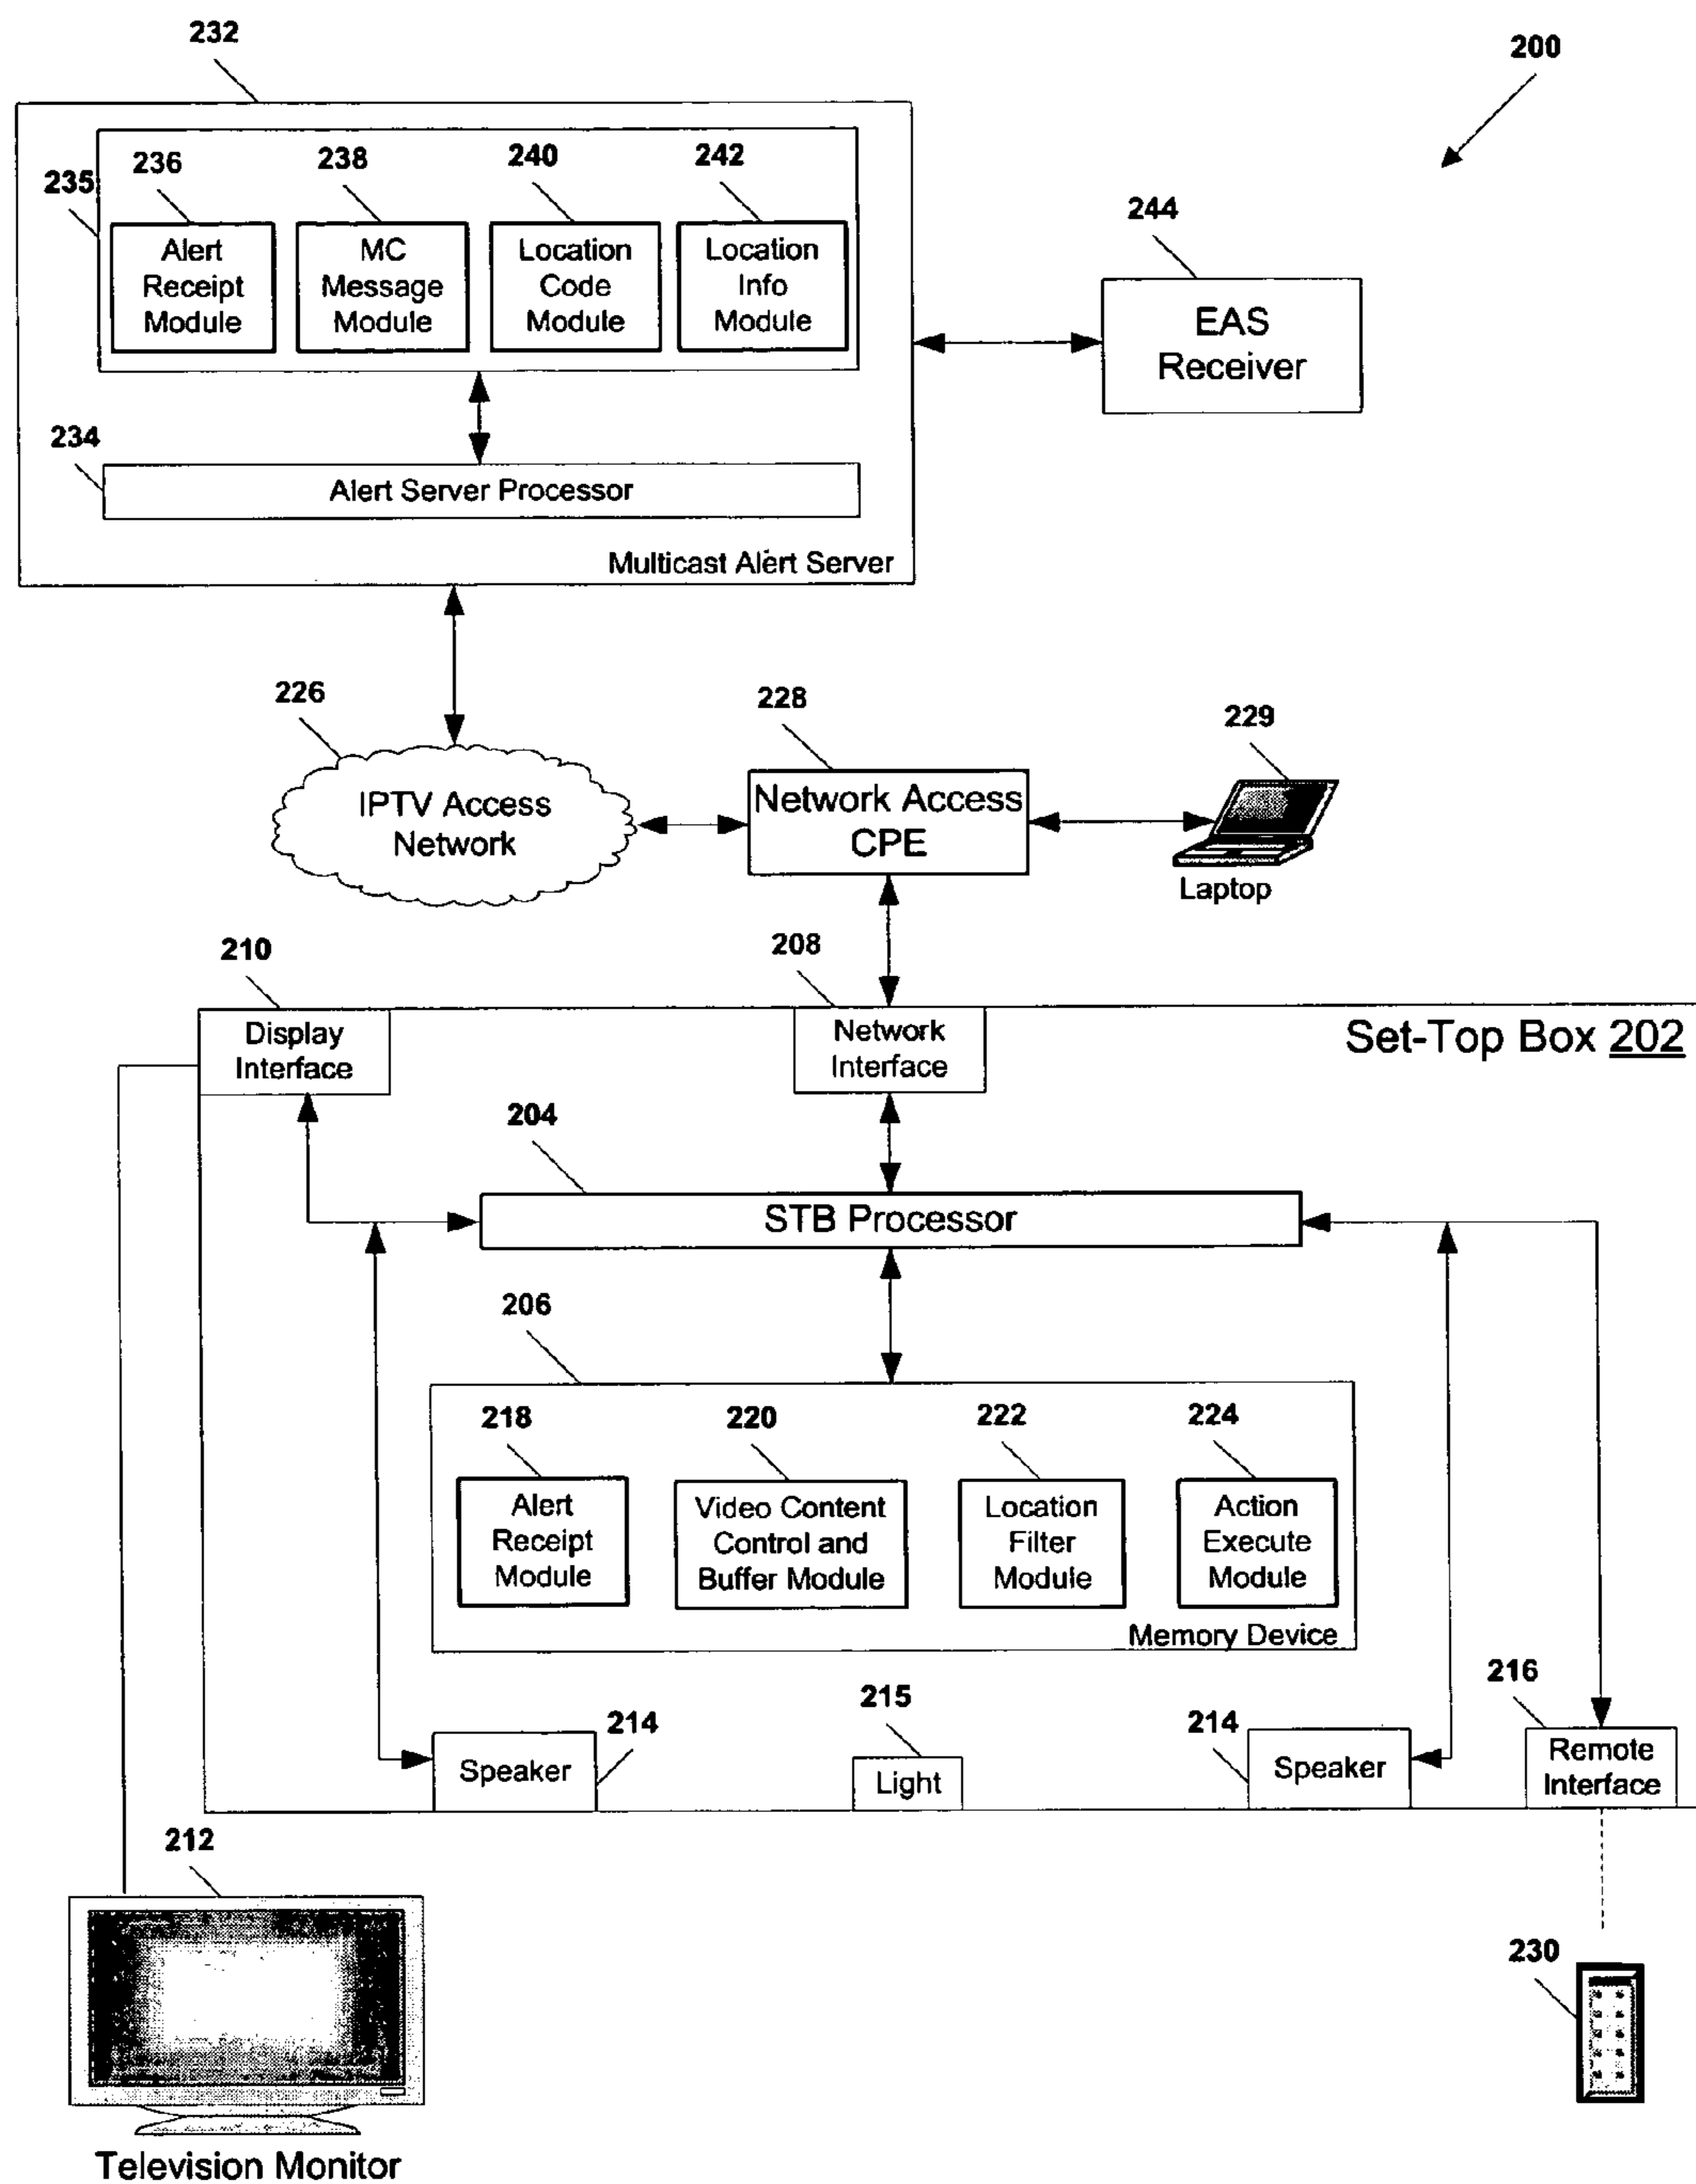 232
200
235
236
238
240
242
Alert
Receipt
Module
MC
Message
Module
Location
Code
Module
Location
Info
Module
244
EAS
Receiver
234
Alert Server Processor
Multicast Alert Server
226
IPTV Access
Network
228
Network Access
CPE
229
Laptop
210
Display
Interface
208
Network
Interface
Set-Top Box 202
204
STB Processor
206
218
220
222
224
Alert
Receipt
Module
Video Content
Control and
Buffer Module
Location
Filter
Module
Action
Execute
Module
Memory Device
214
Speaker
215
Light
214
Speaker
216
Remote
Interface
212
Television Monitor
230